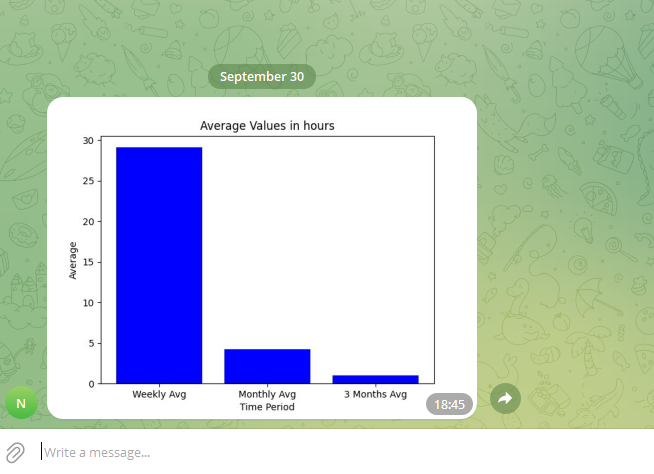 September 30
Average Values in hours
30
25
20
15
10
5
0
Average
Weekly Avg Monthly Avg 3 Months Avg
Time Period
N
18:45
Write a message...